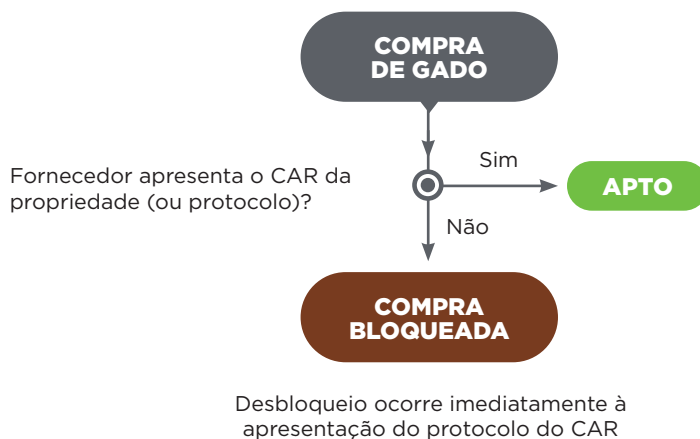 COMPRA
DE GADO
Fornecedor apresenta o CAR da
propriedade (ou protocolo)?
Sim
APTO
Não
COMPRA
BLOQUEADA
Desbloqueio ocorre imediatamente à
apresentação do protocolo do CAR